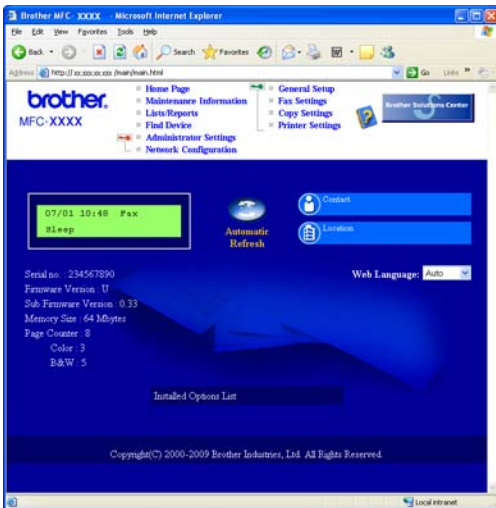 Brother MFC- XXXX - Microsoft Internet Explorer
File Edit View Favorites Tools Help
Back Search Favorites
Address http://xx.xxx.xx.xxx /main/main.html Go Links
brother.
MFC-XXXX
Home Page
Maintenance Information
Lists/Reports
Find Device
Administrator Settings
Network Configuration
General Setup
Fax Settings
Copy Settings
Printer Settings
Brother Solutions Center
07/01 10:48 Fax
Sleep
Automatic
Refresh
Contact
Location
Serial no. : 234567890
Firmware Version : U
Sub Firmware Version : 0.33
Memory Size : 64 Mbytes
Page Counter : 8
Color : 3
B&W : 5
Web Language: Auto
Installed Options List
Copyright(C) 2000-2009 Brother Industries, Ltd. All Rights Reserved.
Local intranet